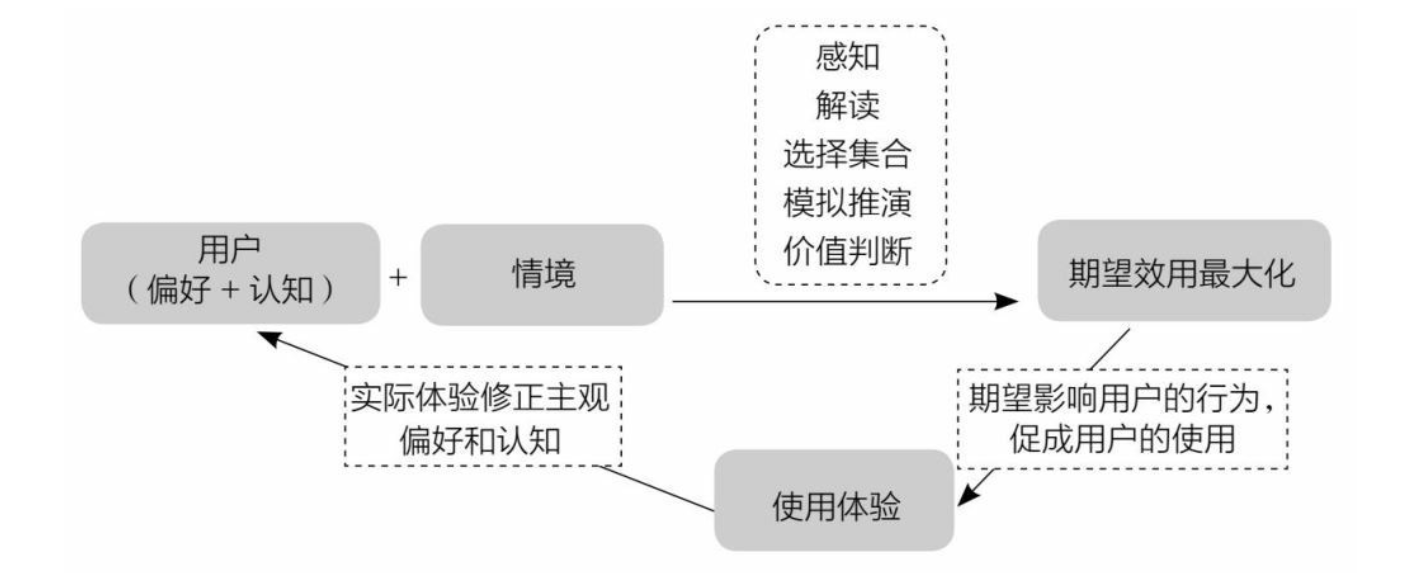 感知
解读
选择集合
模拟推演
价值判断
用户
（偏好 + 认知）
+
情境
期望效用最大化
实际体验修正主观
偏好和认知
期望影响用户的行为，
促成用户的使用
使用体验